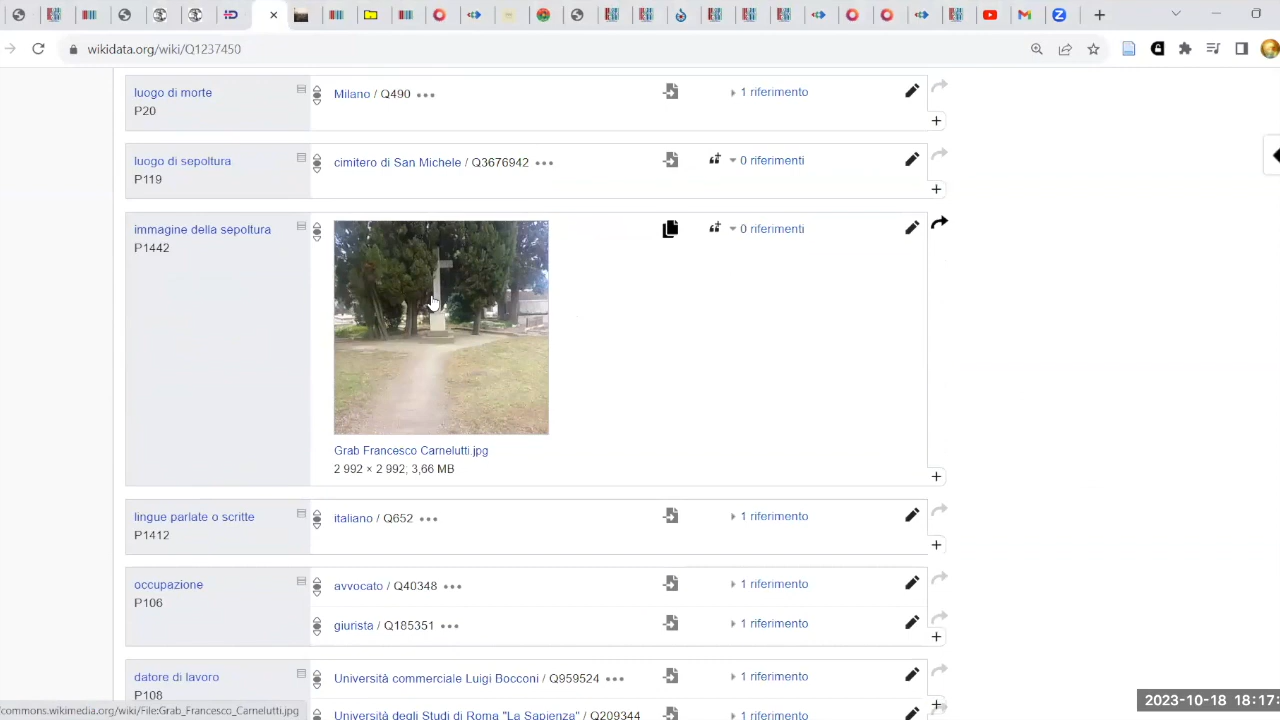 wikidata.org/wiki/Q1237450
luogo di morte
P20
Milano / Q490
1 riferimento
luogo di sepoltura
P119
cimitero di San Michele / Q3676942
0 riferimenti
immagine della sepoltura
P1442
0 riferimenti
Grab Francesco Carnelutti.jpg
2 992 × 2 992; 3,66 MB
lingue parlate o scritte
P1412
italiano / Q652
1 riferimento
occupazione
P106
avvocato / Q40348
1 riferimento
giurista / Q185351
1 riferimento
datore di lavoro
P108
Università commerciale Luigi Bocconi / Q959524
1 riferimento
Università degli Studi di Roma "La Sapienza" / Q209344
commons.wikimedia.org/wiki/File:Grab_Francesco_Carnelutti.jpg
2023-10-18 18:17: